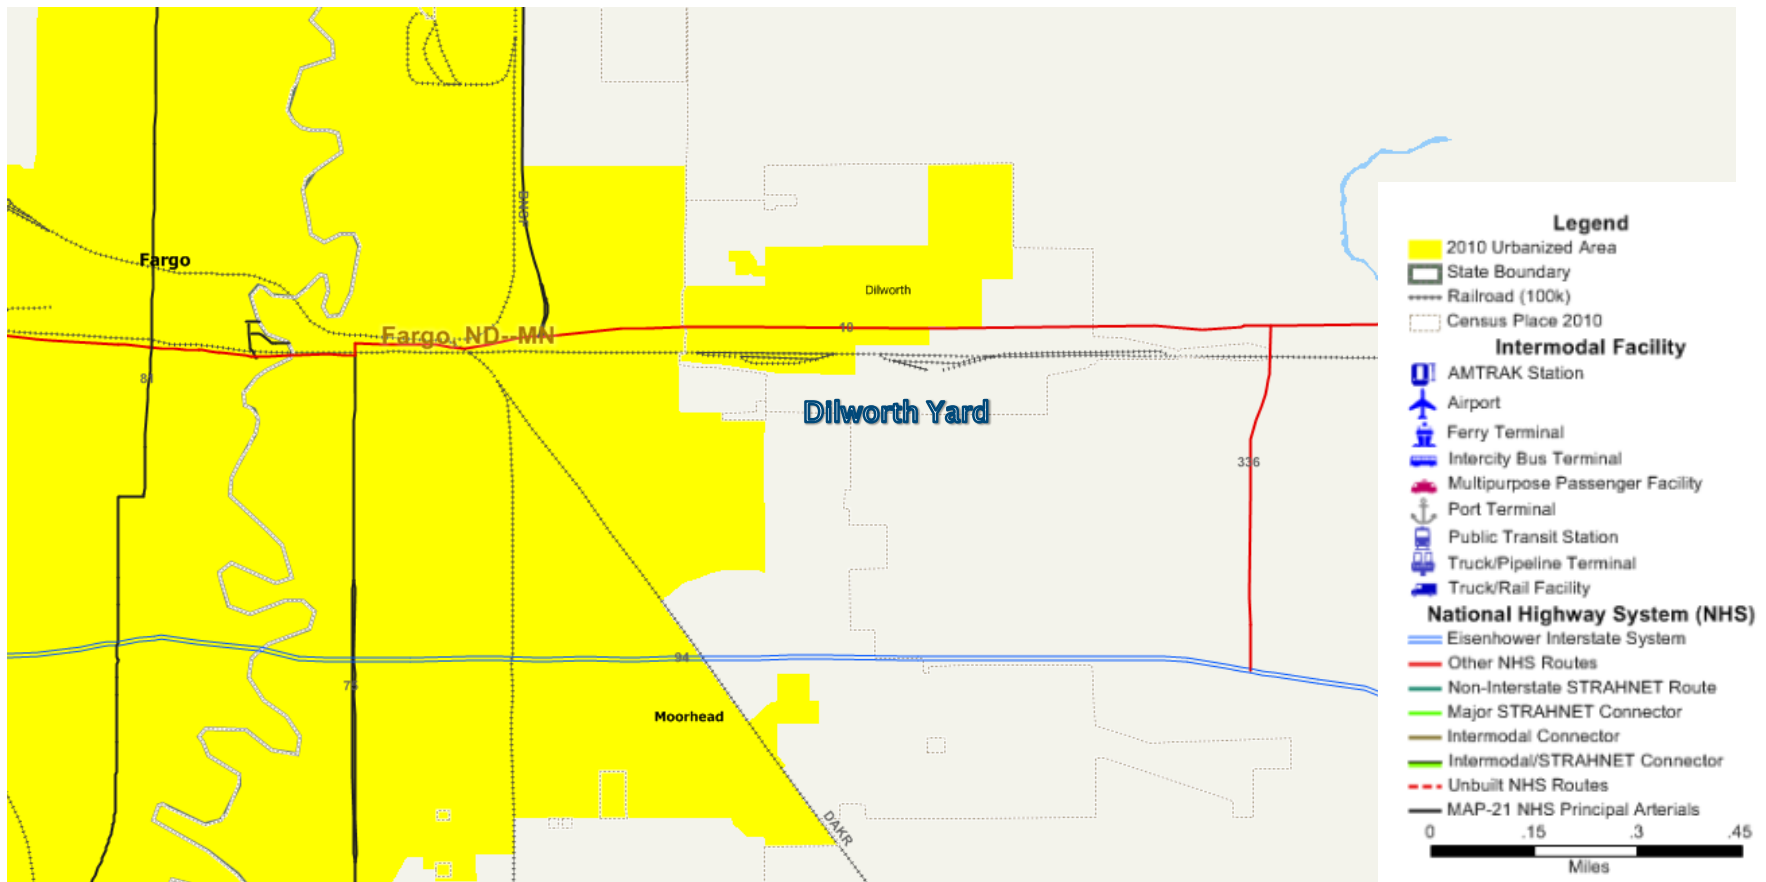 BNSF
Fargo
Dilworth
Fargo, ND--MN
10
81
Dilworth Yard
336
94
75
Moorhead
DAKR
Legend
2010 Urbanized Area
State Boundary
Railroad (100k)
Census Place 2010
Intermodal Facility
AMTRAK Station
Airport
Ferry Terminal
Intercity Bus Terminal
Multipurpose Passenger Facility
Port Terminal
Public Transit Station
Truck/Pipeline Terminal
Truck/Rail Facility
National Highway System (NHS)
Eisenhower Interstate System
Other NHS Routes
Non-Interstate STRAHNET Route
Major STRAHNET Connector
Intermodal Connector
Intermodal/STRAHNET Connector
Unbuilt NHS Routes
MAP-21 NHS Principal Arterials
0 .15 .3 .45
Miles